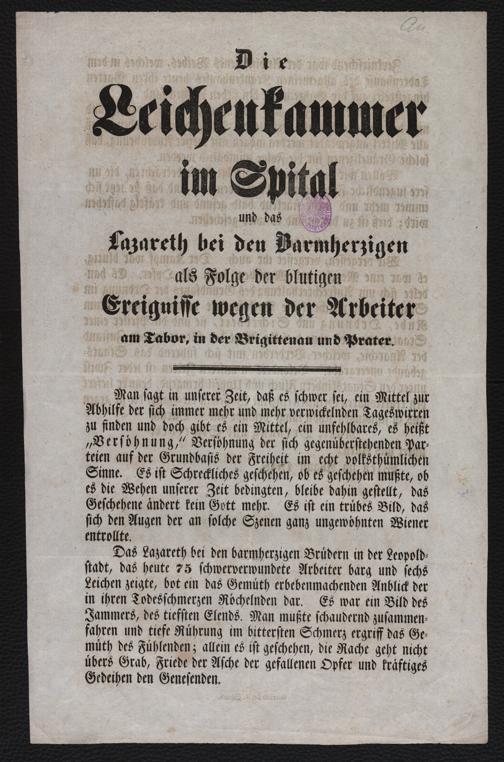 Die
Leichenkammer
im Spital
und das
Lazareth bei den Barmherzigen
als Folge der blutigen
Ereignisse wegen der Arbeiter
am Tabor, in der Brigittenau und Prater.
Man sagt in unserer Zeit, daß es schwer sei, ein Mittel zur
Abhilfe der sich immer mehr und mehr verwickelnden Tageswirren
zu finden und doch gibt es ein Mittel, ein unfehlbares, es heißt
„Versöhnung,“ Versöhnung der sich gegenüberstehenden Par-
teien auf der Grundbasis der Freiheit im echt volksthümlichen
Sinne. Es ist Schreckliches geschehen, ob es geschehen mußte, ob
es die Wehen unserer Zeit bedingten, bleibe dahin gestellt, das
Geschehene ändert kein Gott mehr. Es ist ein trübes Bild, das
sich den Augen der an solche Szenen ganz ungewöhnten Wiener
entrollte.
Das Lazareth bei den barmherzigen Brüdern in der Leopold-
stadt, das heute 75 schwerverwundete Arbeiter barg und sechs
Leichen zeigte, bot ein das Gemüth erbebenmachenden Anblick der
in ihren Todesschmerzen Röchelnden dar. Es war ein Bild des
Jammers, des tiefsten Elends. Man mußte schaudernd zusammen-
fahren und tiefe Rührung im bittersten Schmerz ergriff das Ge-
müth des Fühlenden; allein es ist geschehen, die Rache geht nicht
übers Grab, Friede der Asche der gefallenen Opfer und kräftiges
Gedeihen den Genesenden.